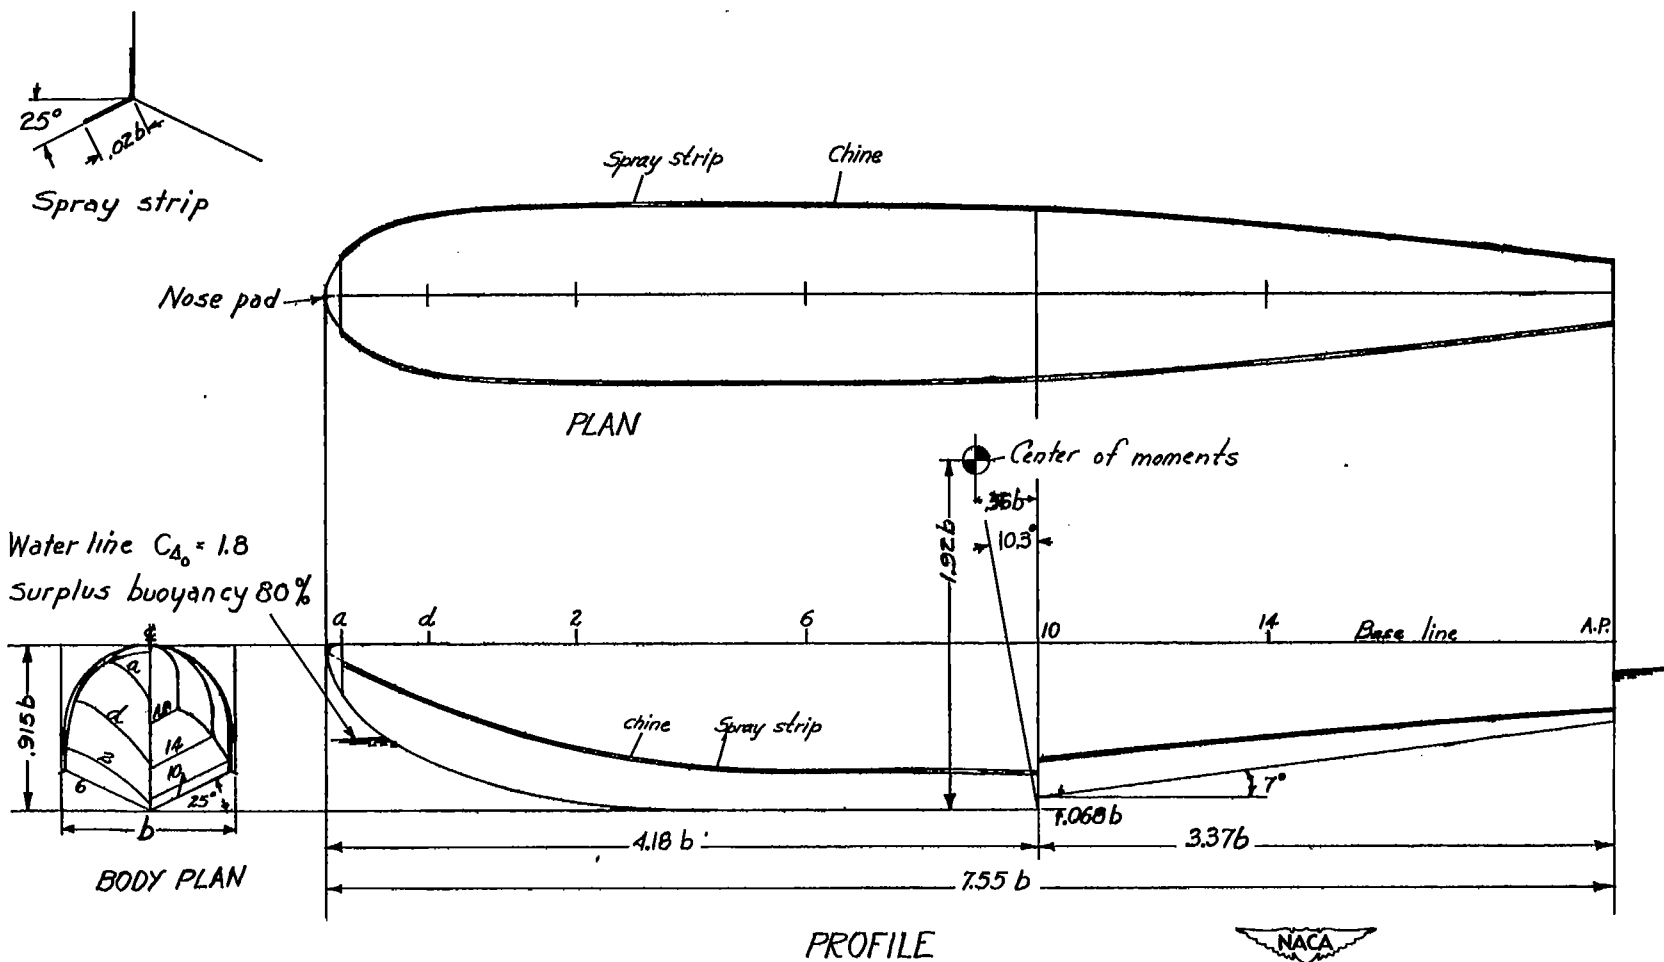 25°
.02b
Spray strip
Spray strip
Chine
Nose pad
PLAN
Center of moments
.35b
10.3°
1.92b
Water line C△₀ = 1.8
Surplus buoyancy 80%
a
d
2
6
10
14
Base line
A.P.
℄
a
d
2
6
14
10
25°
.915b
b
BODY PLAN
chine
Spray strip
7°
.068b
4.18 b
3.37b
7.55 b
PROFILE
NACA